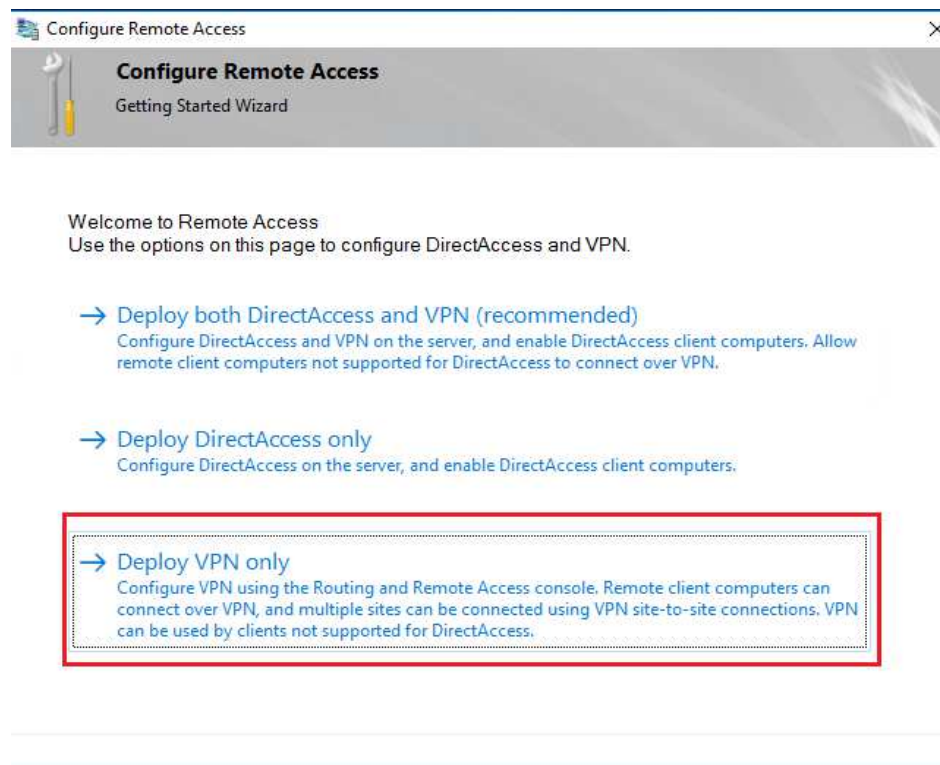 Configure Remote Access
Configure Remote Access
Getting Started Wizard
Welcome to Remote Access
Use the options on this page to configure DirectAccess and VPN.
Deploy both DirectAccess and VPN (recommended)
Configure DirectAccess and VPN on the server, and enable DirectAccess client computers. Allow
remote client computers not supported for DirectAccess to connect over VPN.
Deploy DirectAccess only
Configure DirectAccess on the server, and enable DirectAccess client computers.
Deploy VPN only
Configure VPN using the Routing and Remote Access console. Remote client computers can
connect over VPN, and multiple sites can be connected using VPN site-to-site connections. VPN
can be used by clients not supported for DirectAccess.